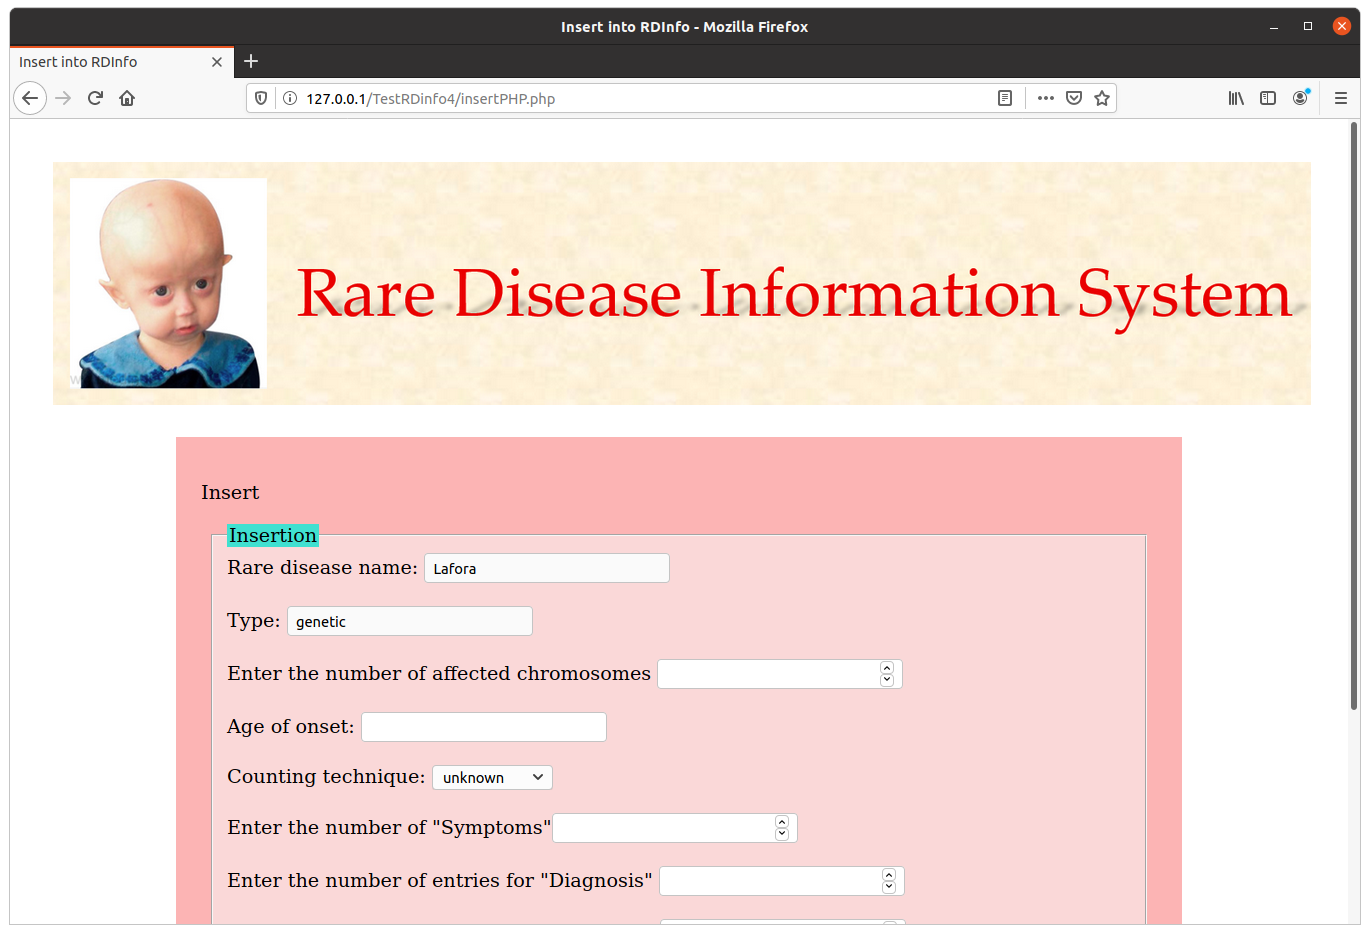 Insert into RDInfo - Mozilla Firefox
Insert into RDInfo
127.0.0.1/TestRDinfo4/insertPHP.php
Rare Disease Information System
Insert
Insertion
Rare disease name: Lafora
Type: genetic
Enter the number of affected chromosomes
Age of onset:
Counting technique: unknown
Enter the number of "Symptoms"
Enter the number of entries for "Diagnosis"